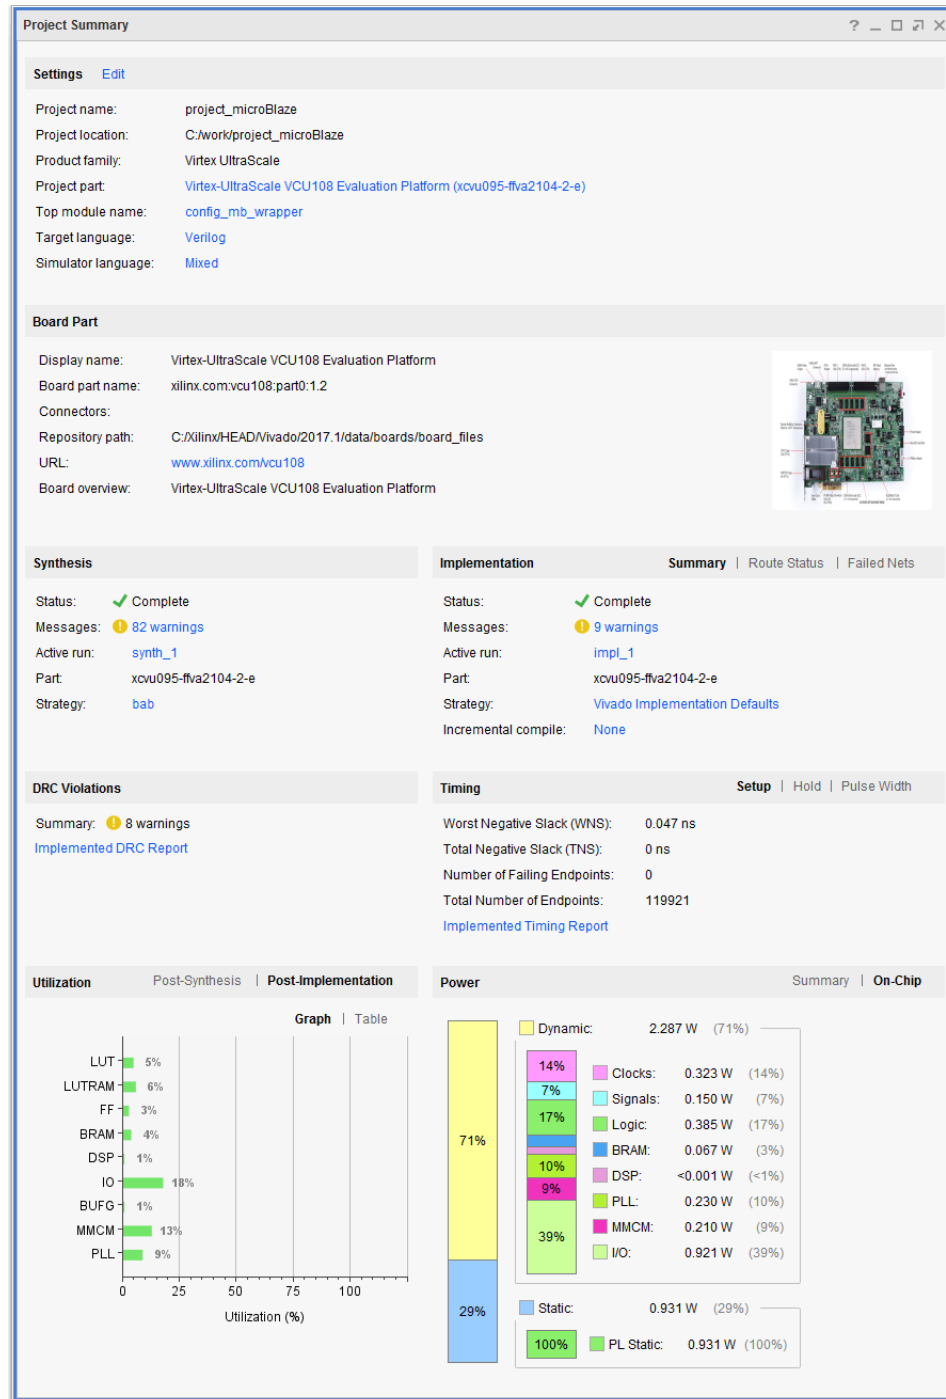 Project Summary
?
Settings Edit
Project name: project_microBlaze
Project location: C:/work/project_microBlaze
Product family: Virtex UltraScale
Project part: Virtex-UltraScale VCU108 Evaluation Platform (xcvu095-ffva2104-2-e)
Top module name: config_mb_wrapper
Target language: Verilog
Simulator language: Mixed
Board Part
Display name: Virtex-UltraScale VCU108 Evaluation Platform
Board part name: xilinx.com:vcu108:part0:1.2
Connectors:
Repository path: C:/Xilinx/HEAD/Vivado/2017.1/data/boards/board_files
URL: www.xilinx.com/vcu108
Board overview: Virtex-UltraScale VCU108 Evaluation Platform
Synthesis
Status: Complete
Messages: 82 warnings
Active run: synth_1
Part: xcvu095-ffva2104-2-e
Strategy: bab
Implementation Summary | Route Status | Failed Nets
Status: Complete
Messages: 9 warnings
Active run: impl_1
Part: xcvu095-ffva2104-2-e
Strategy: Vivado Implementation Defaults
Incremental compile: None
DRC Violations
Summary: 8 warnings
Implemented DRC Report
Timing Setup | Hold | Pulse Width
Worst Negative Slack (WNS): 0.047 ns
Total Negative Slack (TNS): 0 ns
Number of Failing Endpoints: 0
Total Number of Endpoints: 119921
Implemented Timing Report
Utilization Post-Synthesis | Post-Implementation
Graph | Table
LUT 5%
LUTRAM 6%
FF 3%
BRAM 4%
DSP 1%
IO 18%
BUFG 1%
MMCM 13%
PLL 9%
0 25 50 75 100
Utilization (%)
Power Summary | On-Chip
71%
29%
Dynamic: 2.287 W (71%)
14%
7%
17%
10%
9%
39%
Clocks: 0.323 W (14%)
Signals: 0.150 W (7%)
Logic: 0.385 W (17%)
BRAM: 0.067 W (3%)
DSP: <0.001 W (<1%)
PLL: 0.230 W (10%)
MMCM: 0.210 W (9%)
I/O: 0.921 W (39%)
Static: 0.931 W (29%)
100% PL Static: 0.931 W (100%)